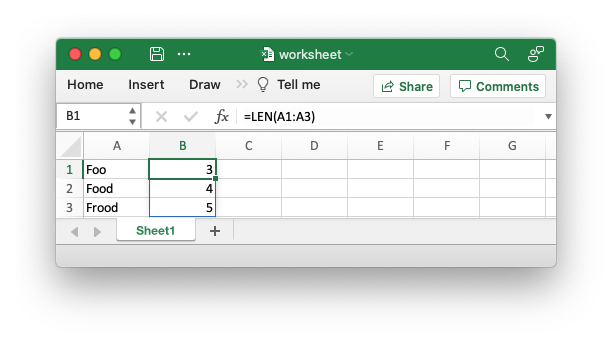 worksheet
Home Insert Draw Tell me Share Comments
B1 fx =LEN(A1:A3)
A B C D E F G
1 Foo 3
2 Food 4
3 Frood 5
Sheet1